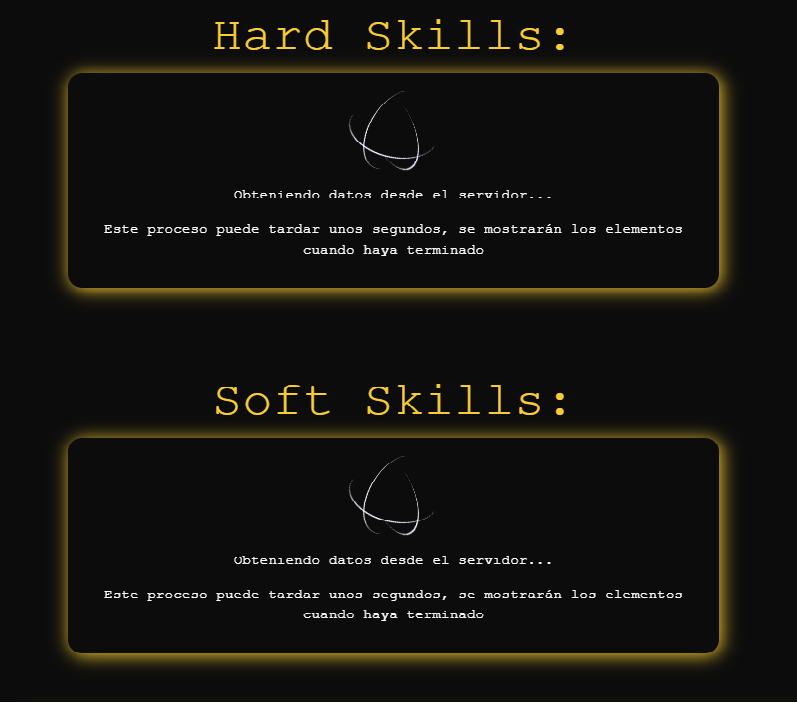 Hard Skills:
Obteniendo datos desde el servidor...
Este proceso puede tardar unos segundos, se mostrarán los elementos
cuando haya terminado
Soft Skills:
Obteniendo datos desde el servidor...
Este proceso puede tardar unos segundos, se mostrarán los elementos
cuando haya terminado